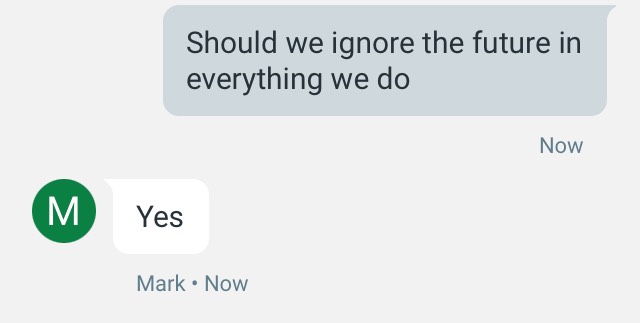 Should we ignore the future in
everything we do
Now
M
Yes
Mark • Now